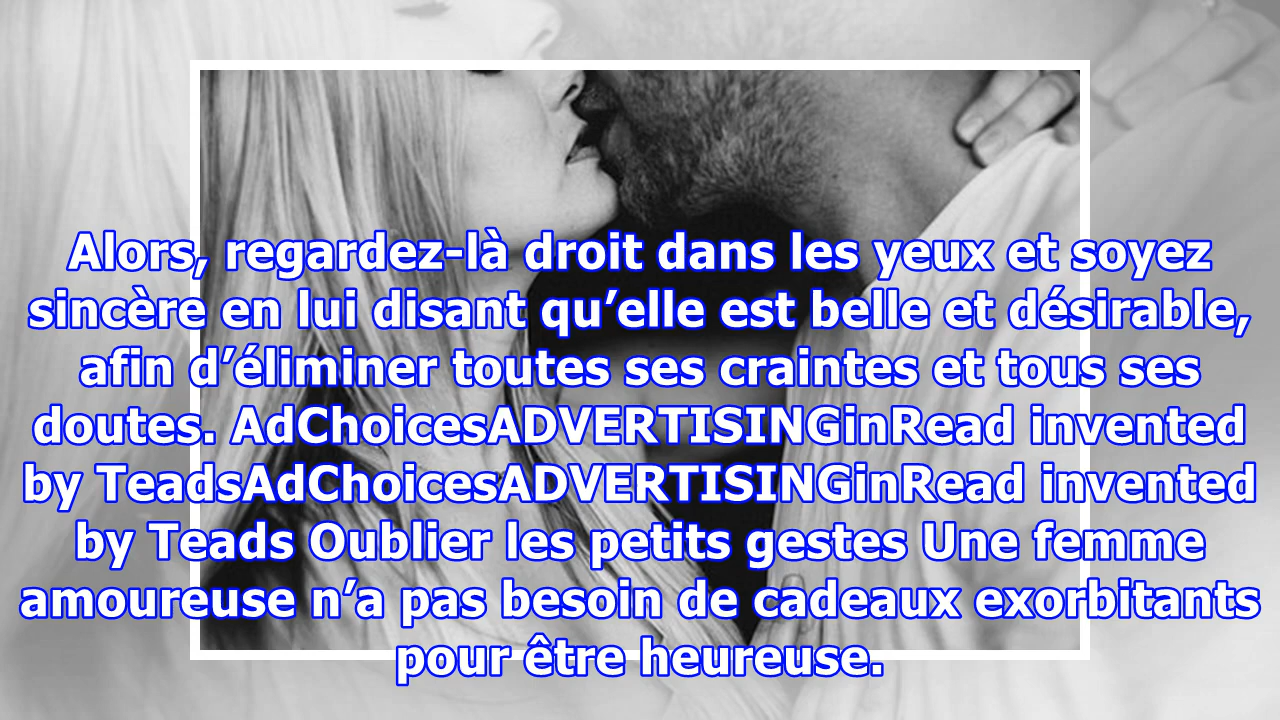 Alors, regardez-là droit dans les yeux et soyez
sincère en lui disant qu’elle est belle et désirable,
afin d’éliminer toutes ses craintes et tous ses
doutes. AdChoicesADVERTISINGinRead invented
by TeadsAdChoicesADVERTISINGinRead invented
by Teads Oublier les petits gestes Une femme
amoureuse n’a pas besoin de cadeaux exorbitants
pour être heureuse.